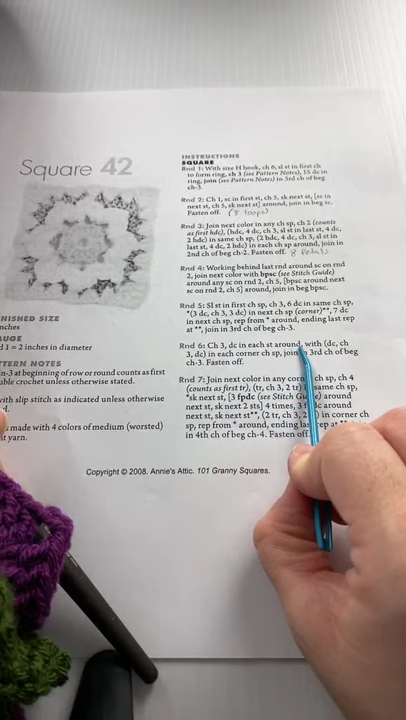 Square 42
NISHED SIZE
nches
UGE
d 1 = 2 inches in diameter
TTERN NOTES
n-3 at beginning of row or round counts as first
uble crochet unless otherwise stated.
with slip stitch as indicated unless otherwise
d.
s made with 4 colors of medium (worsted)
t yarn.
INSTRUCTIONS
SQUARE
Rnd 1: With size H hook, ch 6, sl st in first ch
to form ring, ch 3 (see Pattern Notes), 15 dc in
ring, join (see Pattern Notes) in 3rd ch of beg
ch-3.
Rnd 2: Ch 1, sc in first st, ch 5, sk next st, [sc in
next st, ch 5, sk next st] around, join in beg sc.
Fasten off. (8 loops)
Rnd 3: Join next color in any ch sp, ch 2 (counts
as first hdc), (hdc, 4 dc, ch 3, sl st in last st, 4 dc,
2 hdc) in same ch sp, (2 hdc, 4 dc, ch 3, sl st in
last st, 4 dc, 2 hdc) in each ch sp around, join in
2nd ch of beg ch-2. Fasten off. 8 petals
Rnd 4: Working behind last rnd around sc on rnd
2, join next color with bpsc (see Stitch Guide)
around any sc on rnd 2, ch 5, [bpsc around next
sc on rnd 2, ch 5] around, join in beg bpsc.
Rnd 5: Sl st in first ch sp, ch 3, 6 dc in same ch sp,
*(3 dc, ch 3, 3 dc) in next ch sp (corner)**, 7 dc
in next ch sp, rep from * around, ending last rep
at **, join in 3rd ch of beg ch-3.
Rnd 6: Ch 3, dc in each st around, with (dc, ch
3, dc) in each corner ch sp, join 3rd ch of beg
ch-3. Fasten off.
Rnd 7: Join next color in any corn ch sp, ch 4
(counts as first tr), (tr, ch 3, 2 tr) same ch sp,
*sk next st, [3 fpdc (see Stitch Guide) around
next st, sk next 2 sts] 4 times, 3 dc around
next st, sk next st**, (2 tr, ch 3, 2 in corner ch
sp, rep from * around, ending last rep at
in 4th ch of beg ch-4. Fasten off.
Copyright © 2008. Annie's Attic. 101 Granny Squares.